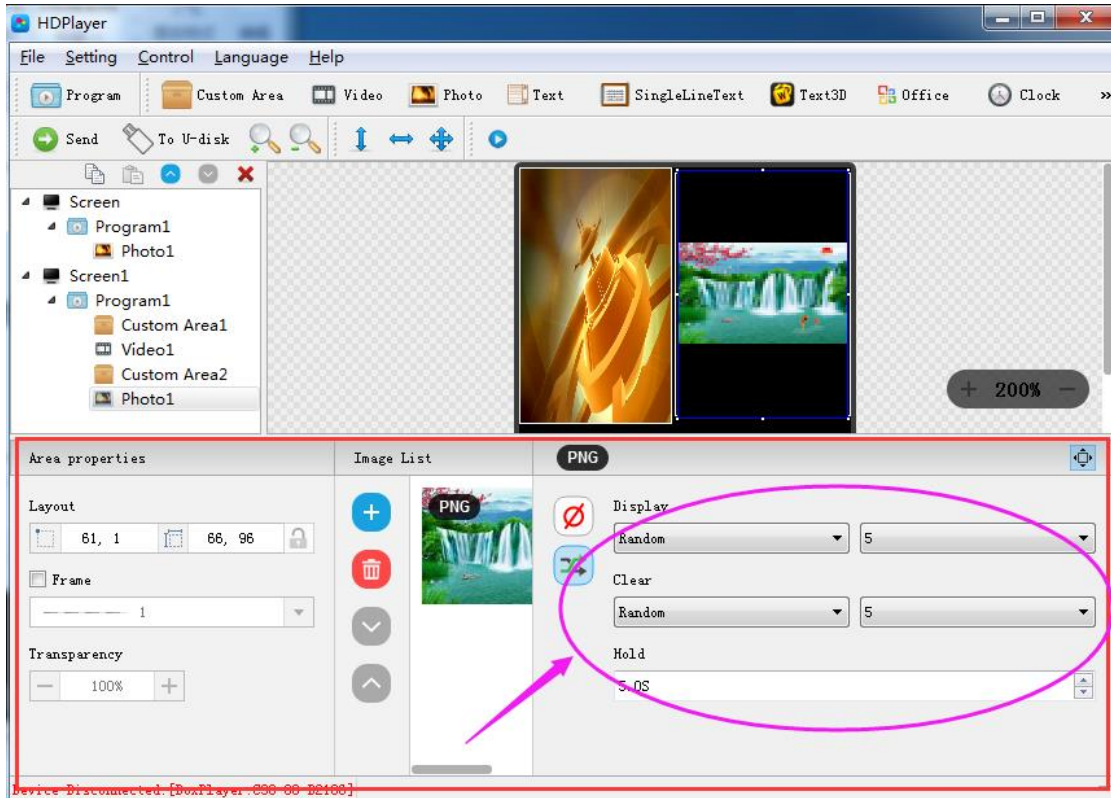 HDPlayer
File Setting Control Language Help
Program Custom Area Video Photo Text SingleLineText Text3D Office Clock »
Send To U-disk
Screen
Program1
Photo1
Screen1
Program1
Custom Area1
Video1
Custom Area2
Photo1
+ 200% −
Area properties Image List PNG
Layout PNG Display
61, 1 66, 96 Random 5
Frame Clear
1 Random 5
Transparency Hold
100% 5.0S
Device Disconnected.